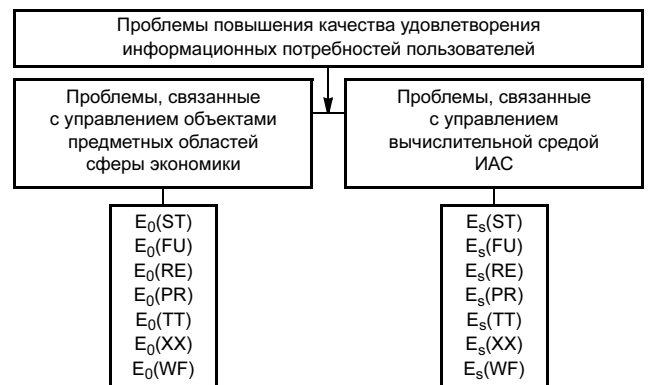 Проблемы повышения качества удовлетворения
информационных потребностей пользователей
Проблемы, связанные
с управлением объектами
предметных областей
сферы экономики
Проблемы, связанные
с управлением
вычислительной средой
ИАС
E₀(ST)
E₀(FU)
E₀(RE)
E₀(PR)
E₀(TT)
E₀(XX)
E₀(WF)
Eₛ(ST)
Eₛ(FU)
Eₛ(RE)
Eₛ(PR)
Eₛ(TT)
Eₛ(XX)
Eₛ(WF)